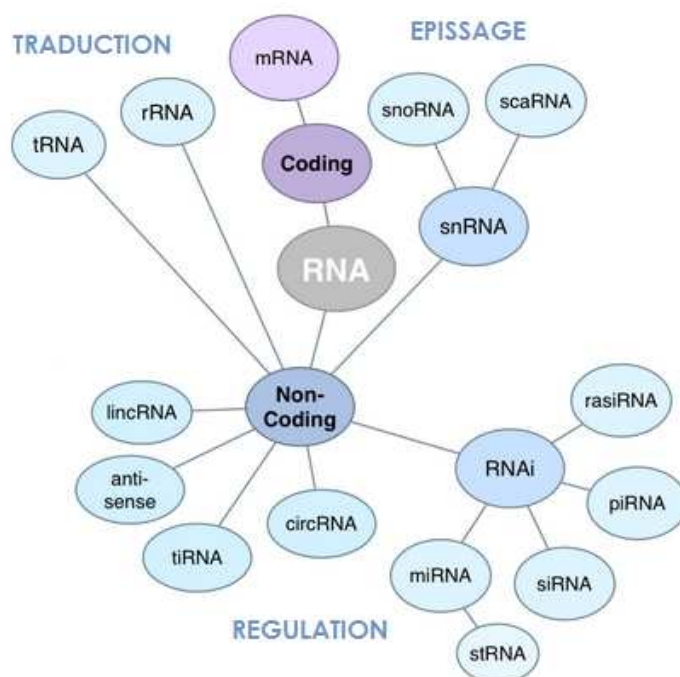 TRADUCTION
EPISSAGE
mRNA
snoRNA
scaRNA
rRNA
tRNA
Coding
snRNA
RNA
Non-
Coding
lincRNA
rasiRNA
RNAi
anti-
sense
piRNA
circRNA
tiRNA
miRNA
siRNA
REGULATION
stRNA